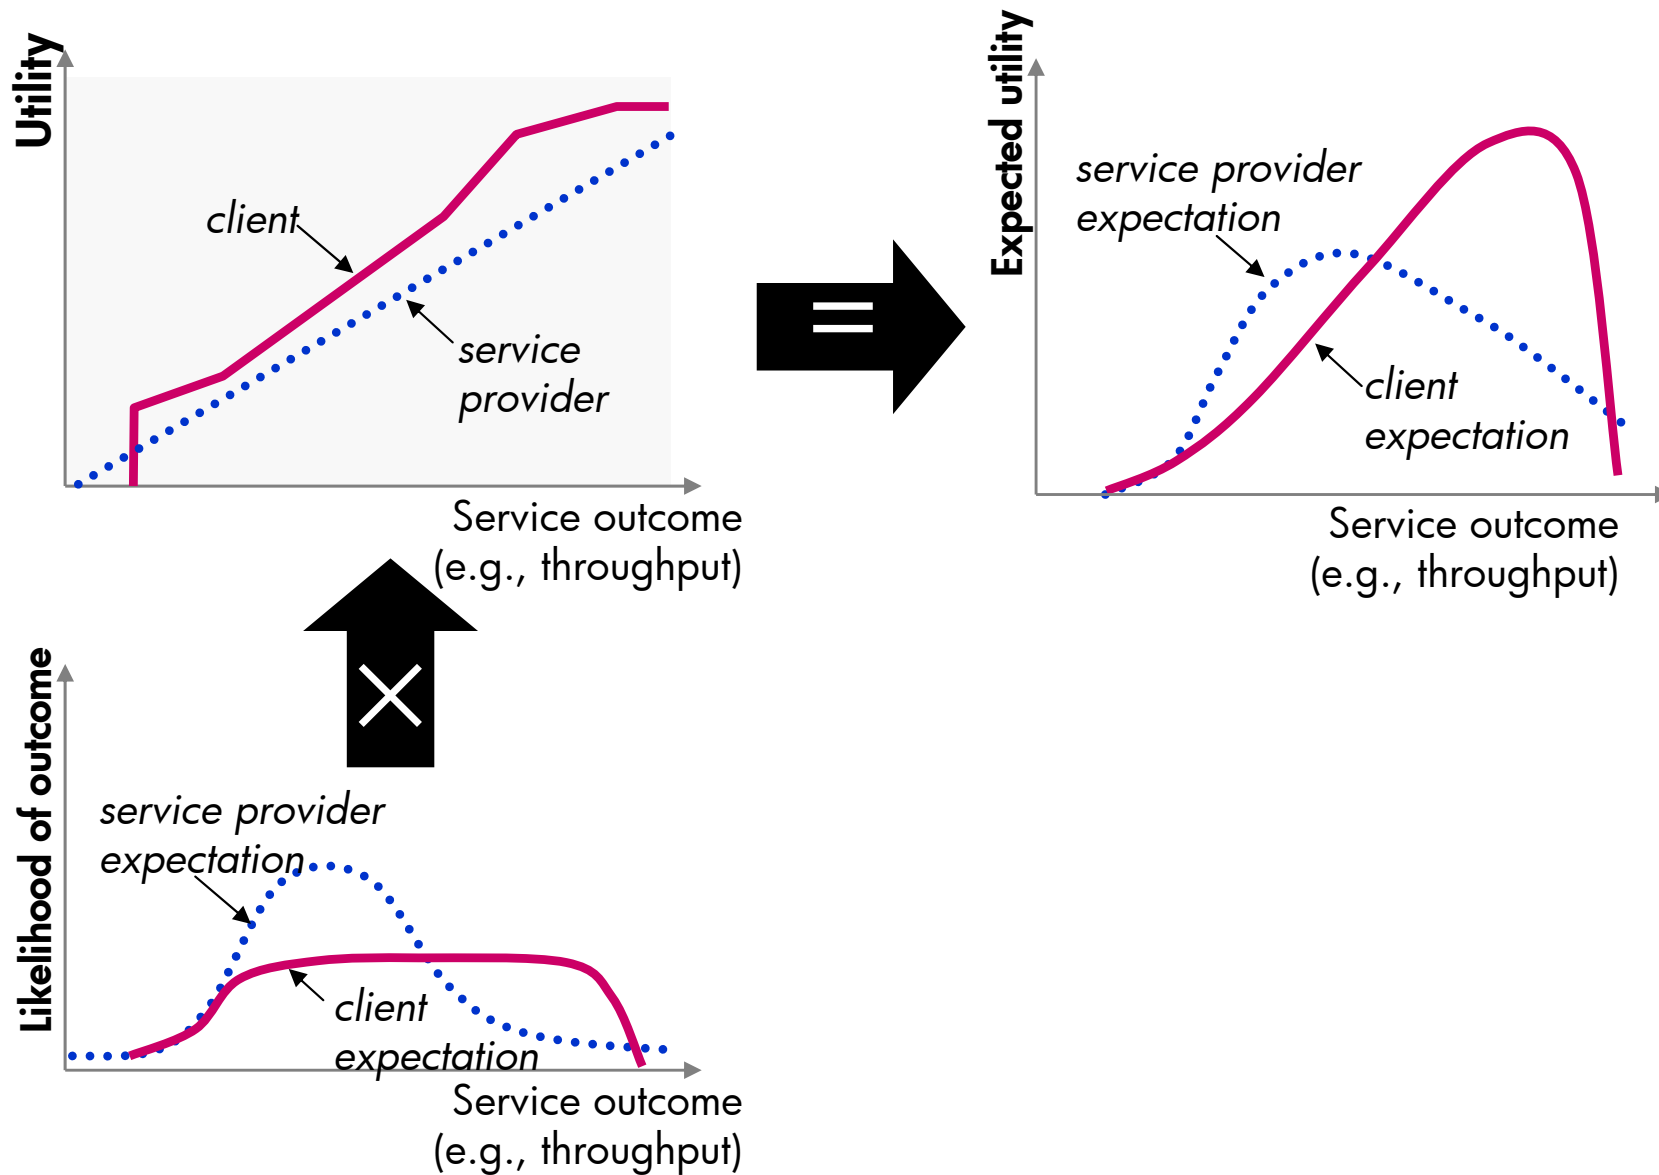 Utility
client
service
provider
Service outcome
(e.g., throughput)
=
Expected utility
service provider
expectation
client
expectation
Service outcome
(e.g., throughput)
×
Likelihood of outcome
service provider
expectation
client
expectation
Service outcome
(e.g., throughput)